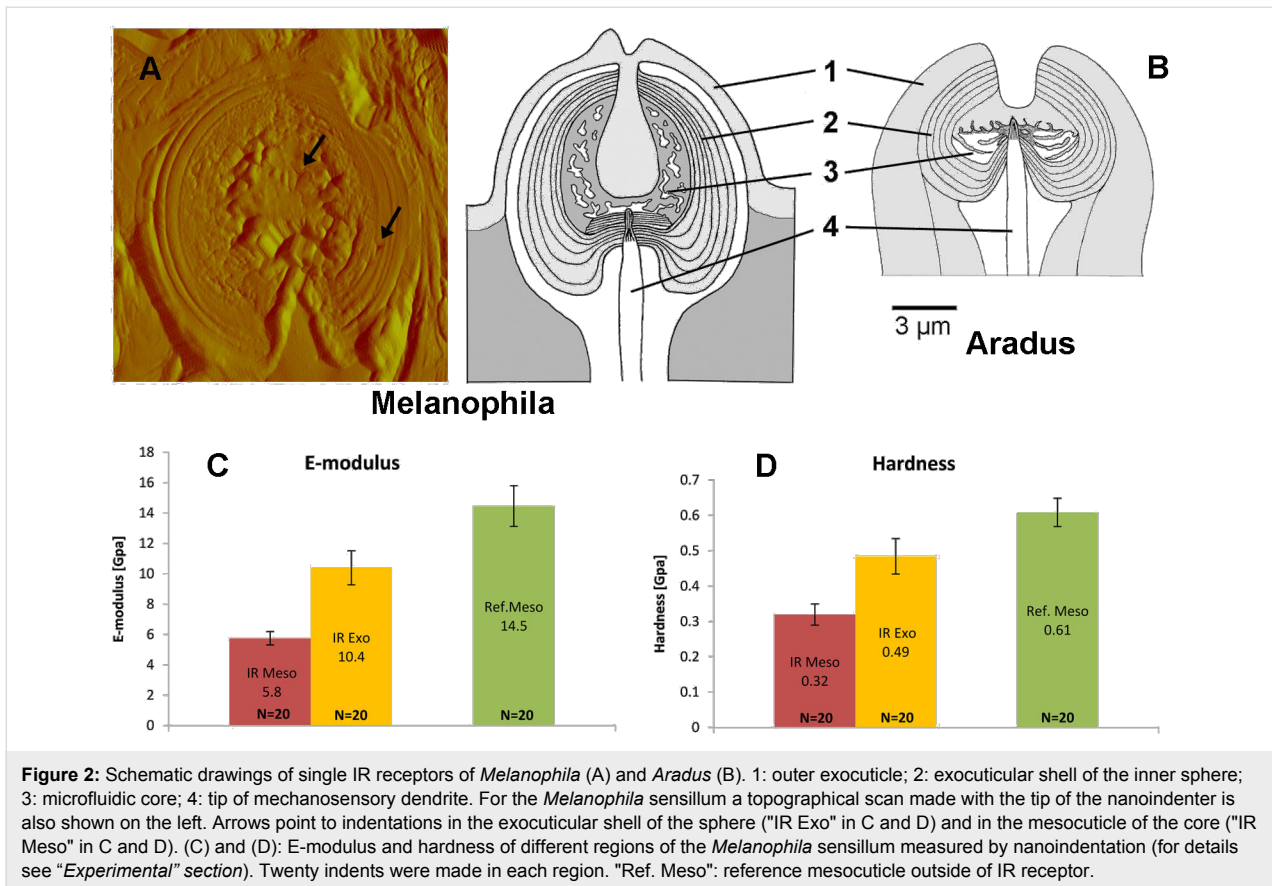 A
B
1
2
3
4
3 µm
Aradus
Melanophila
C
E-modulus
E-modulus [Gpa]
18
16
14
12
10
8
6
4
2
0
IR Meso
5.8
N=20
IR Exo
10.4
N=20
Ref.Meso
14.5
N=20
D
Hardness
Hardness [Gpa]
0.7
0.6
0.5
0.4
0.3
0.2
0.1
0
IR Meso
0.32
N=20
IR Exo
0.49
N=20
Ref. Meso
0.61
N=20
Figure 2: Schematic drawings of single IR receptors of Melanophila (A) and Aradus (B). 1: outer exocuticle; 2: exocuticular shell of the inner sphere;
3: microfluidic core; 4: tip of mechanosensory dendrite. For the Melanophila sensillum a topographical scan made with the tip of the nanoindenter is
also shown on the left. Arrows point to indentations in the exocuticular shell of the sphere ("IR Exo" in C and D) and in the mesocuticle of the core ("IR
Meso" in C and D). (C) and (D): E-modulus and hardness of different regions of the Melanophila sensillum measured by nanoindentation (for details
see “Experimental” section). Twenty indents were made in each region. "Ref. Meso": reference mesocuticle outside of IR receptor.